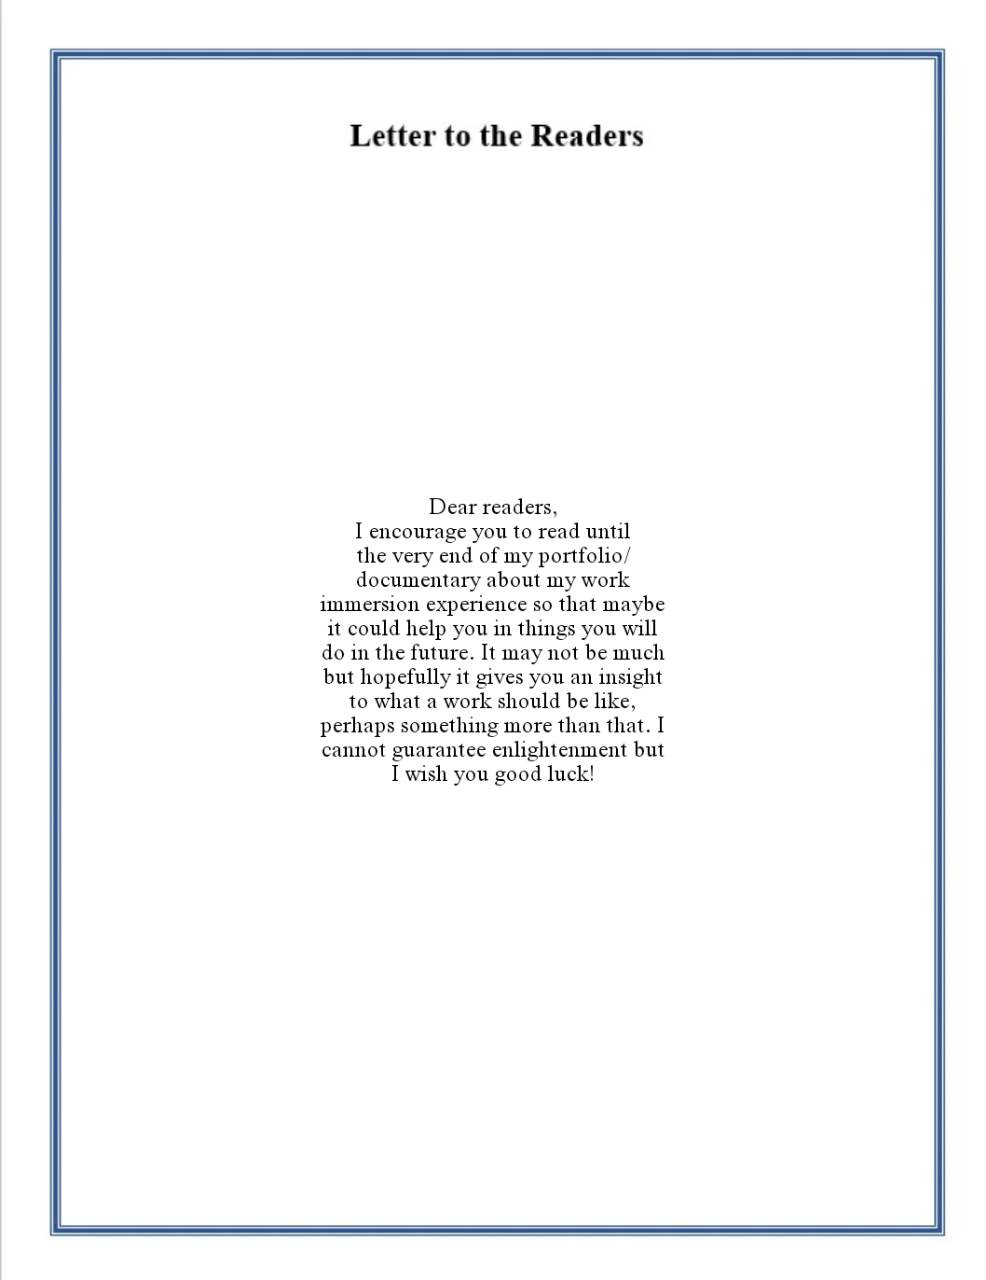 Letter to the Readers
Dear readers,
I encourage you to read until
the very end of my portfolio/
documentary about my work
immersion experience so that maybe
it could help you in things you will
do in the future. It may not be much
but hopefully it gives you an insight
to what a work should be like,
perhaps something more than that. I
cannot guarantee enlightenment but
I wish you good luck!